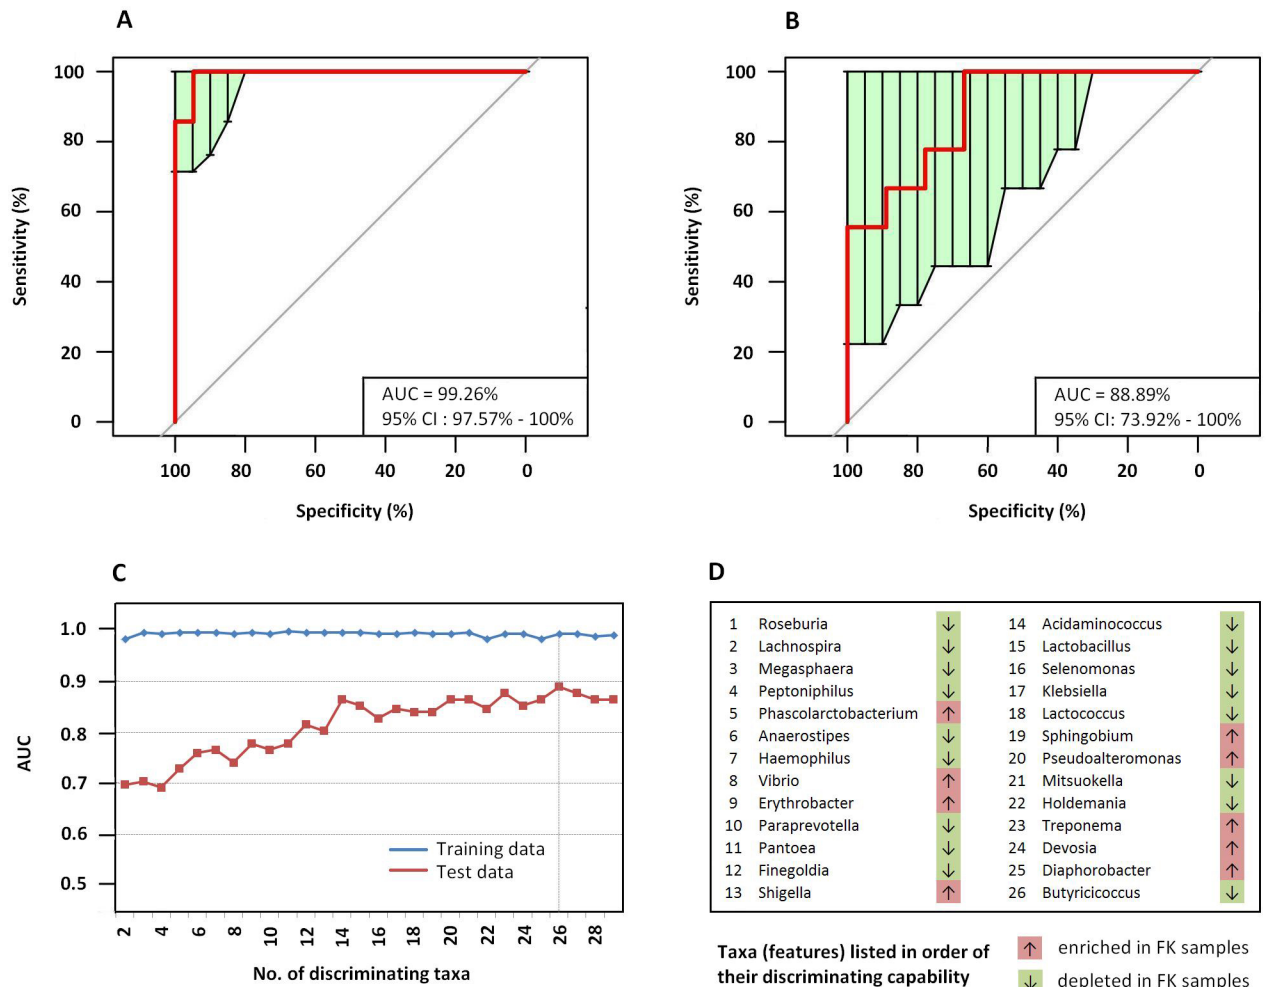 A
100
80
60
40
20
0
Sensitivity (%)
AUC = 99.26%
95% CI : 97.57% - 100%
100 80 60 40 20 0
Specificity (%)
B
100
80
60
40
20
0
Sensitivity (%)
AUC = 88.89%
95% CI: 73.92% - 100%
100 80 60 40 20 0
Specificity (%)
C
1.0
0.9
0.8
0.7
0.6
0.5
AUC
Training data
Test data
2 4 6 8 10 12 14 16 18 20 22 24 26 28
No. of discriminating taxa
D
1 Roseburia ↓
2 Lachnospira ↓
3 Megasphaera ↓
4 Peptoniphilus ↓
5 Phascolarctobacterium ↑
6 Anaerostipes ↓
7 Haemophilus ↓
8 Vibrio ↑
9 Erythrobacter ↑
10 Paraprevotella ↓
11 Pantoea ↓
12 Finegoldia ↓
13 Shigella ↑
14 Acidaminococcus ↓
15 Lactobacillus ↓
16 Selenomonas ↓
17 Klebsiella ↓
18 Lactococcus ↓
19 Sphingobium ↑
20 Pseudoalteromonas ↑
21 Mitsuokella ↓
22 Holdemania ↓
23 Treponema ↑
24 Devosia ↑
25 Diaphorobacter ↑
26 Butyricicoccus ↓
Taxa (features) listed in order of
their discriminating capability
↑ enriched in FK samples
↓ depleted in FK samples